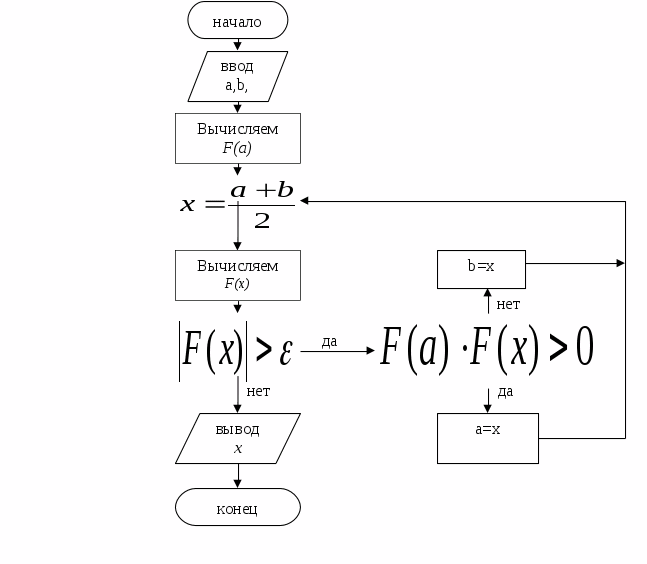 начало
ввод
a,b,
Вычисляем
F(a)
x = (a + b) / 2
Вычисляем
F(x)
b=x
нет
|F(x)| > ε
да
F(a) · F(x) > 0
нет
да
вывод
x
a=x
конец